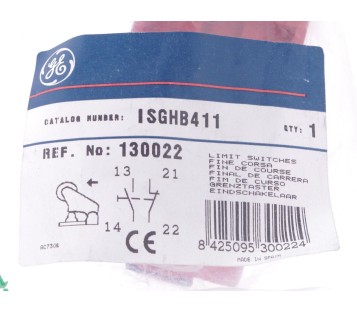 GE
CATALOG NUMBER: ISGHB411
QTY: 1
REF. No: 130022
LIMIT SWITCHES
FINE CORSA
FIN DE COURSE
FINAL DE CARRERA
FIM DE CURSO
GRENZTASTER
EINDSCHAKELAAR
13 21
14 22
CE
8 425095 300224
MADE IN SPAIN